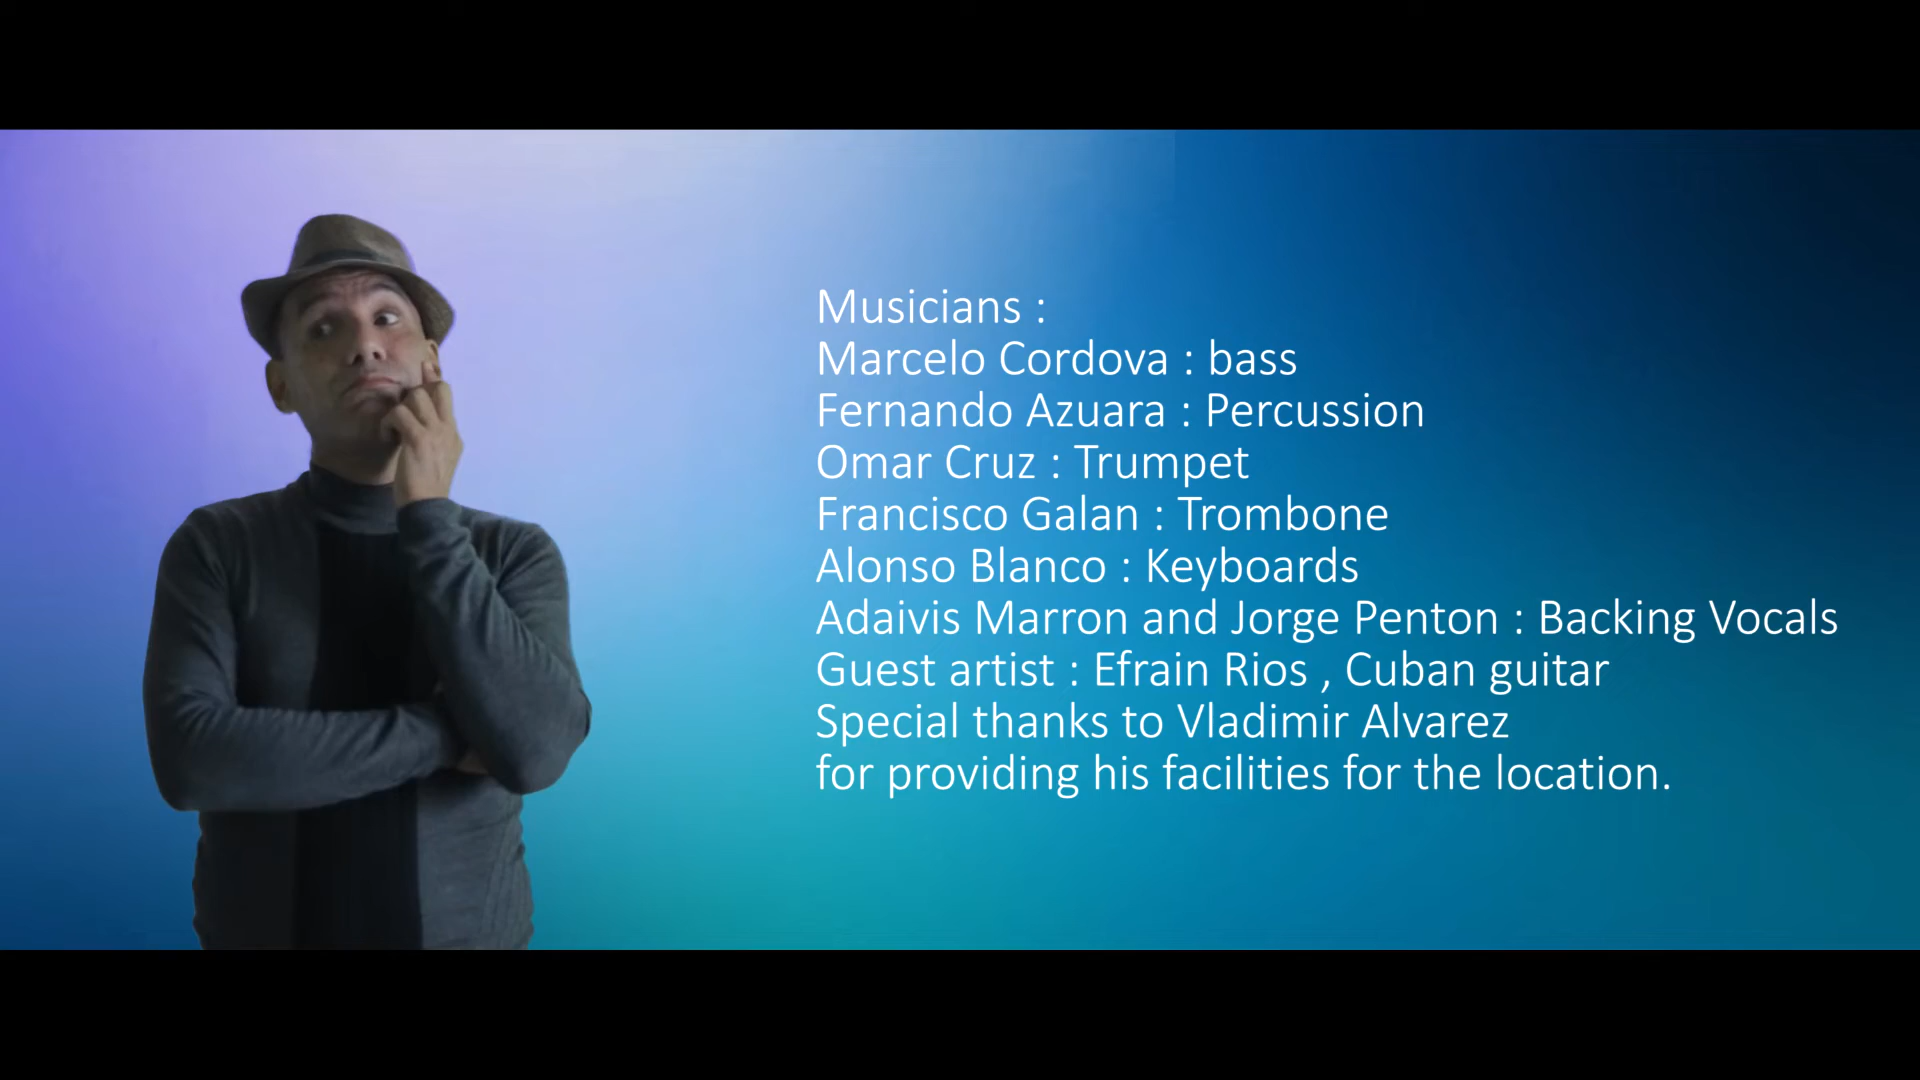 Musicians :
Marcelo Cordova : bass
Fernando Azuara : Percussion
Omar Cruz : Trumpet
Francisco Galan : Trombone
Alonso Blanco : Keyboards
Adaivis Marron and Jorge Penton : Backing Vocals
Guest artist : Efrain Rios , Cuban guitar
Special thanks to Vladimir Alvarez
for providing his facilities for the location.